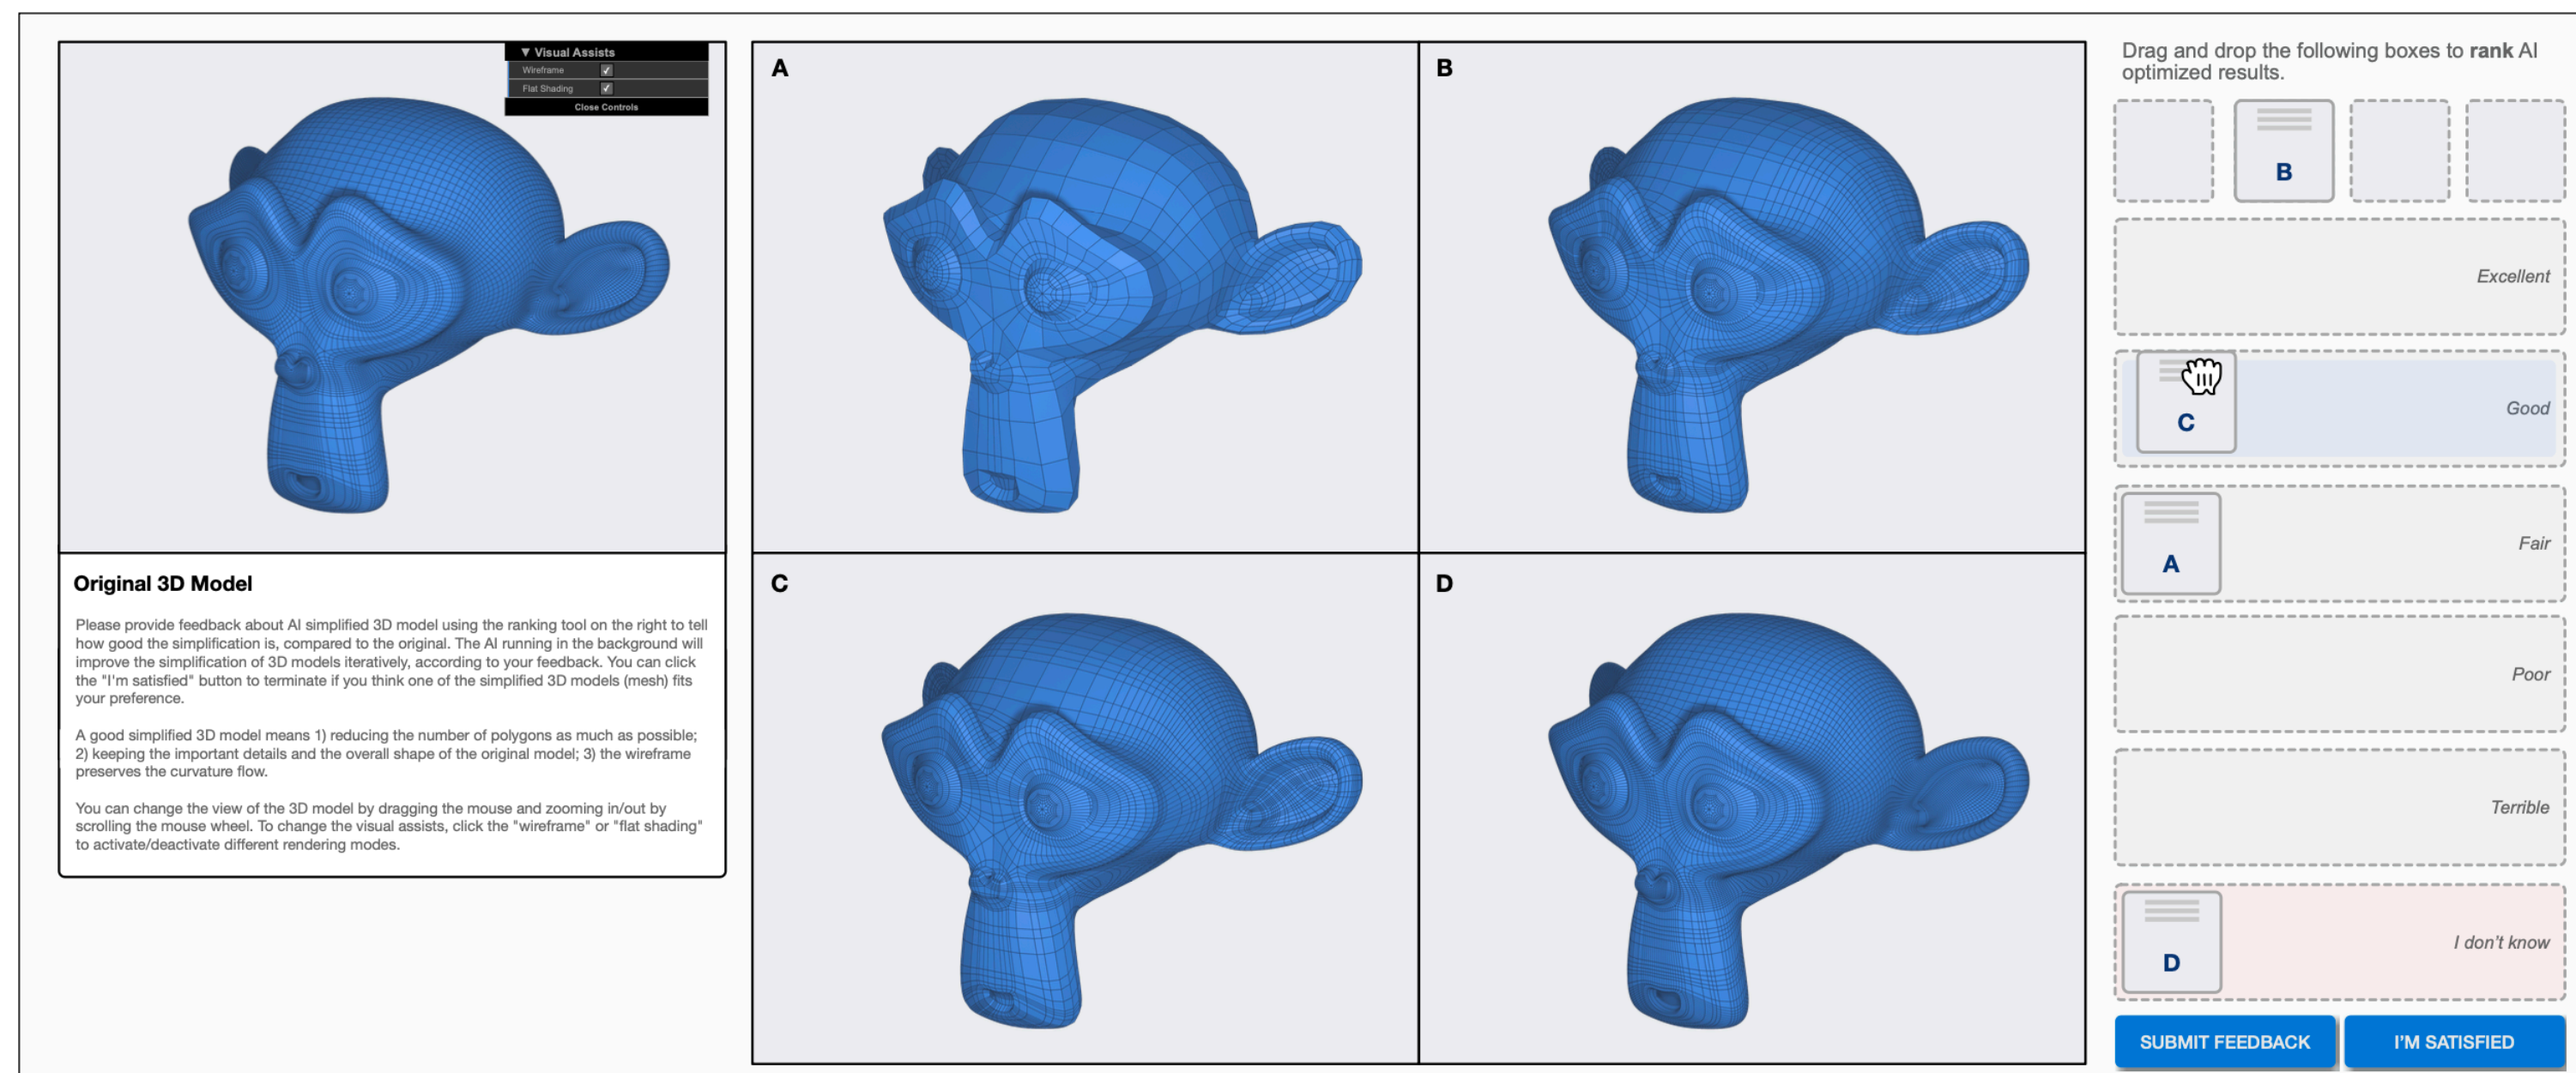 ▼ Visual Assists
Wireframe
Flat Shading
Close Controls
Original 3D Model
Please provide feedback about AI simplified 3D model using the ranking tool on the right to tell
how good the simplification is, compared to the original. The AI running in the background will
improve the simplification of 3D models iteratively, according to your feedback. You can click
the "I'm satisfied" button to terminate if you think one of the simplified 3D models (mesh) fits
your preference.
A good simplified 3D model means 1) reducing the number of polygons as much as possible;
2) keeping the important details and the overall shape of the original model; 3) the wireframe
preserves the curvature flow.
You can change the view of the 3D model by dragging the mouse and zooming in/out by
scrolling the mouse wheel. To change the visual assists, click the "wireframe" or "flat shading"
to activate/deactivate different rendering modes.
A
B
C
D
Drag and drop the following boxes to rank AI
optimized results.
B
Excellent
C
Good
A
Fair
Poor
Terrible
D
I don't know
SUBMIT FEEDBACK
I'M SATISFIED